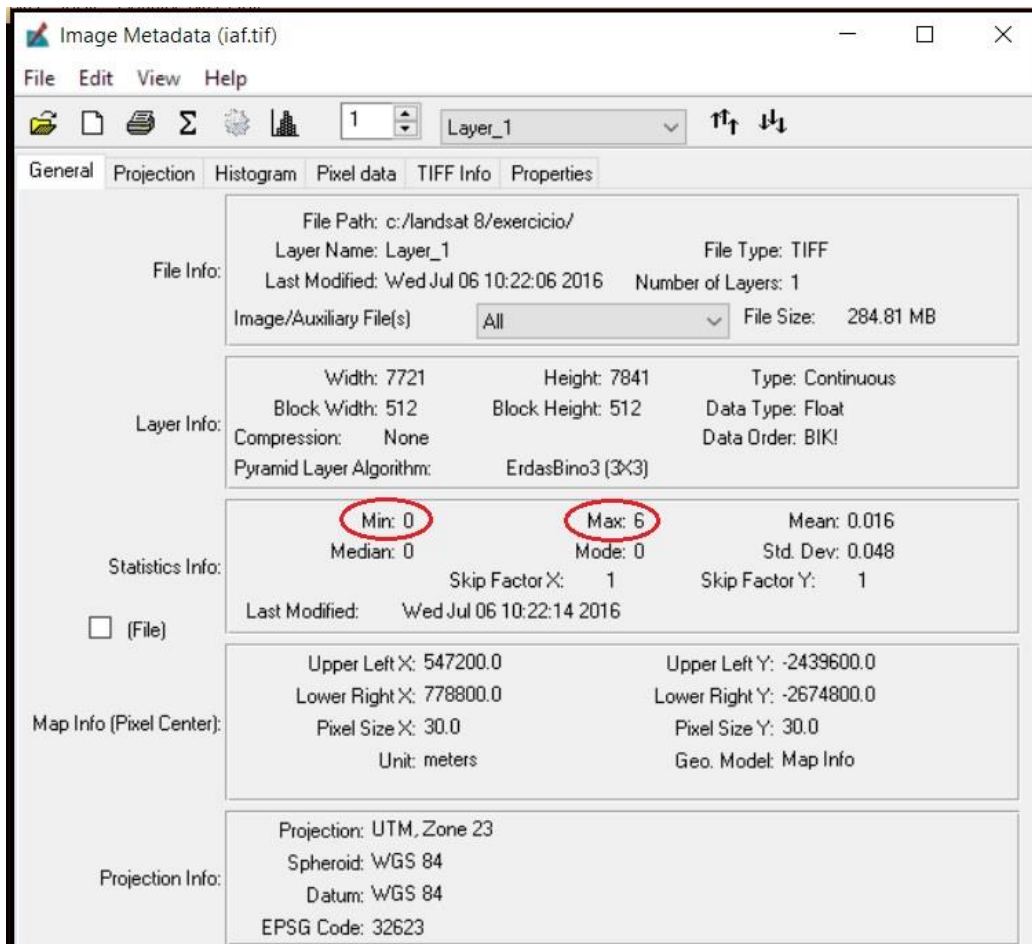 Image Metadata (iaf.tif)
File Edit View Help
1 Layer_1
General Projection Histogram Pixel data TIFF Info Properties
File Info:
File Path: c:/landsat 8/exercicio/
Layer Name: Layer_1 File Type: TIFF
Last Modified: Wed Jul 06 10:22:06 2016 Number of Layers: 1
Image/Auxiliary File(s) All File Size: 284.81 MB
Layer Info:
Width: 7721 Height: 7841 Type: Continuous
Block Width: 512 Block Height: 512 Data Type: Float
Compression: None Data Order: BIK!
Pyramid Layer Algorithm: ErdasBino3 (3X3)
Statistics Info:
Min: 0 Max: 6 Mean: 0.016
Median: 0 Mode: 0 Std. Dev: 0.048
Skip Factor X: 1 Skip Factor Y: 1
Last Modified: Wed Jul 06 10:22:14 2016
(File)
Map Info (Pixel Center):
Upper Left X: 547200.0 Upper Left Y: -2439600.0
Lower Right X: 778800.0 Lower Right Y: -2674800.0
Pixel Size X: 30.0 Pixel Size Y: 30.0
Unit: meters Geo. Model: Map Info
Projection Info:
Projection: UTM, Zone 23
Spheroid: WGS 84
Datum: WGS 84
EPSG Code: 32623